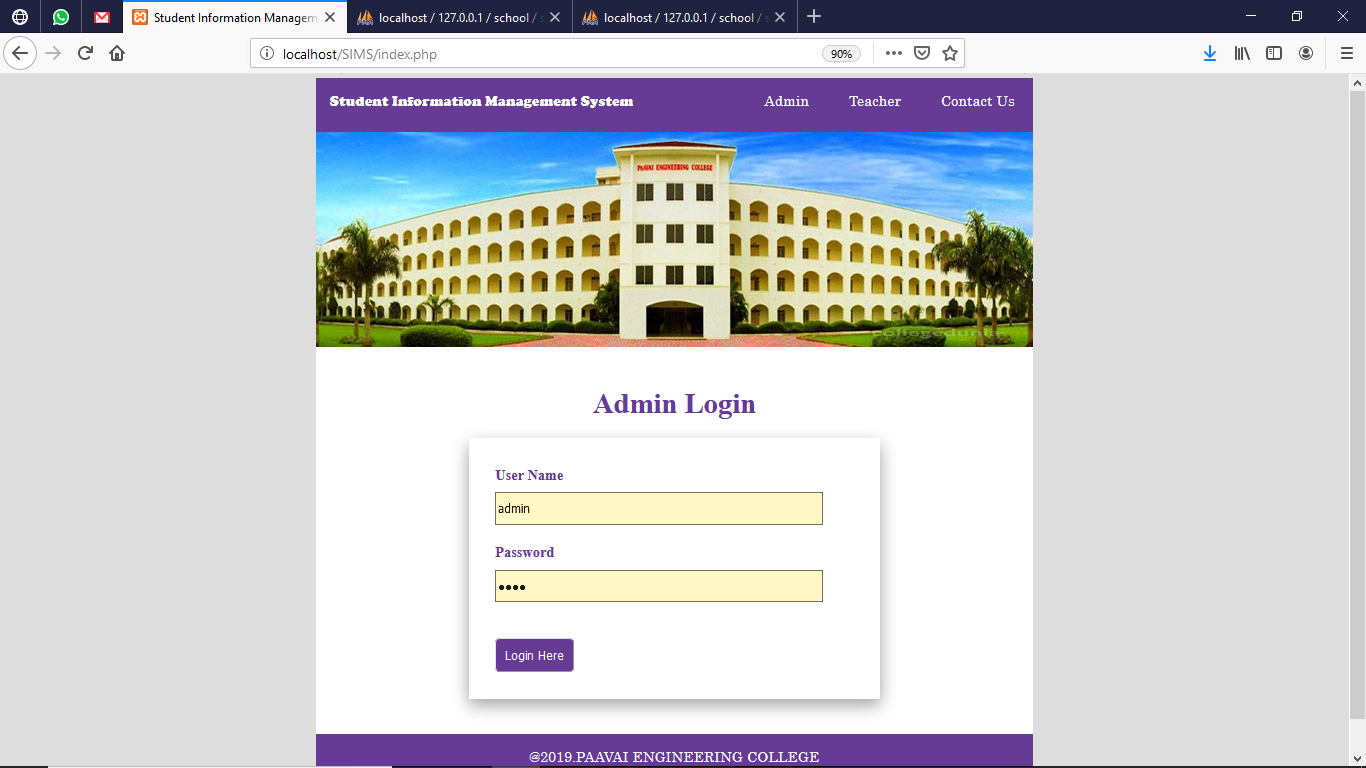 Student Information Managem
localhost / 127.0.0.1 / school /
localhost / 127.0.0.1 / school /
localhost/SIMS/index.php
90%
Student Information Management System
Admin
Teacher
Contact Us
PAAVAI ENGINEERING COLLEGE
Admin Login
User Name
admin
Password
••••
Login Here
@2019.PAAVAI ENGINEERING COLLEGE